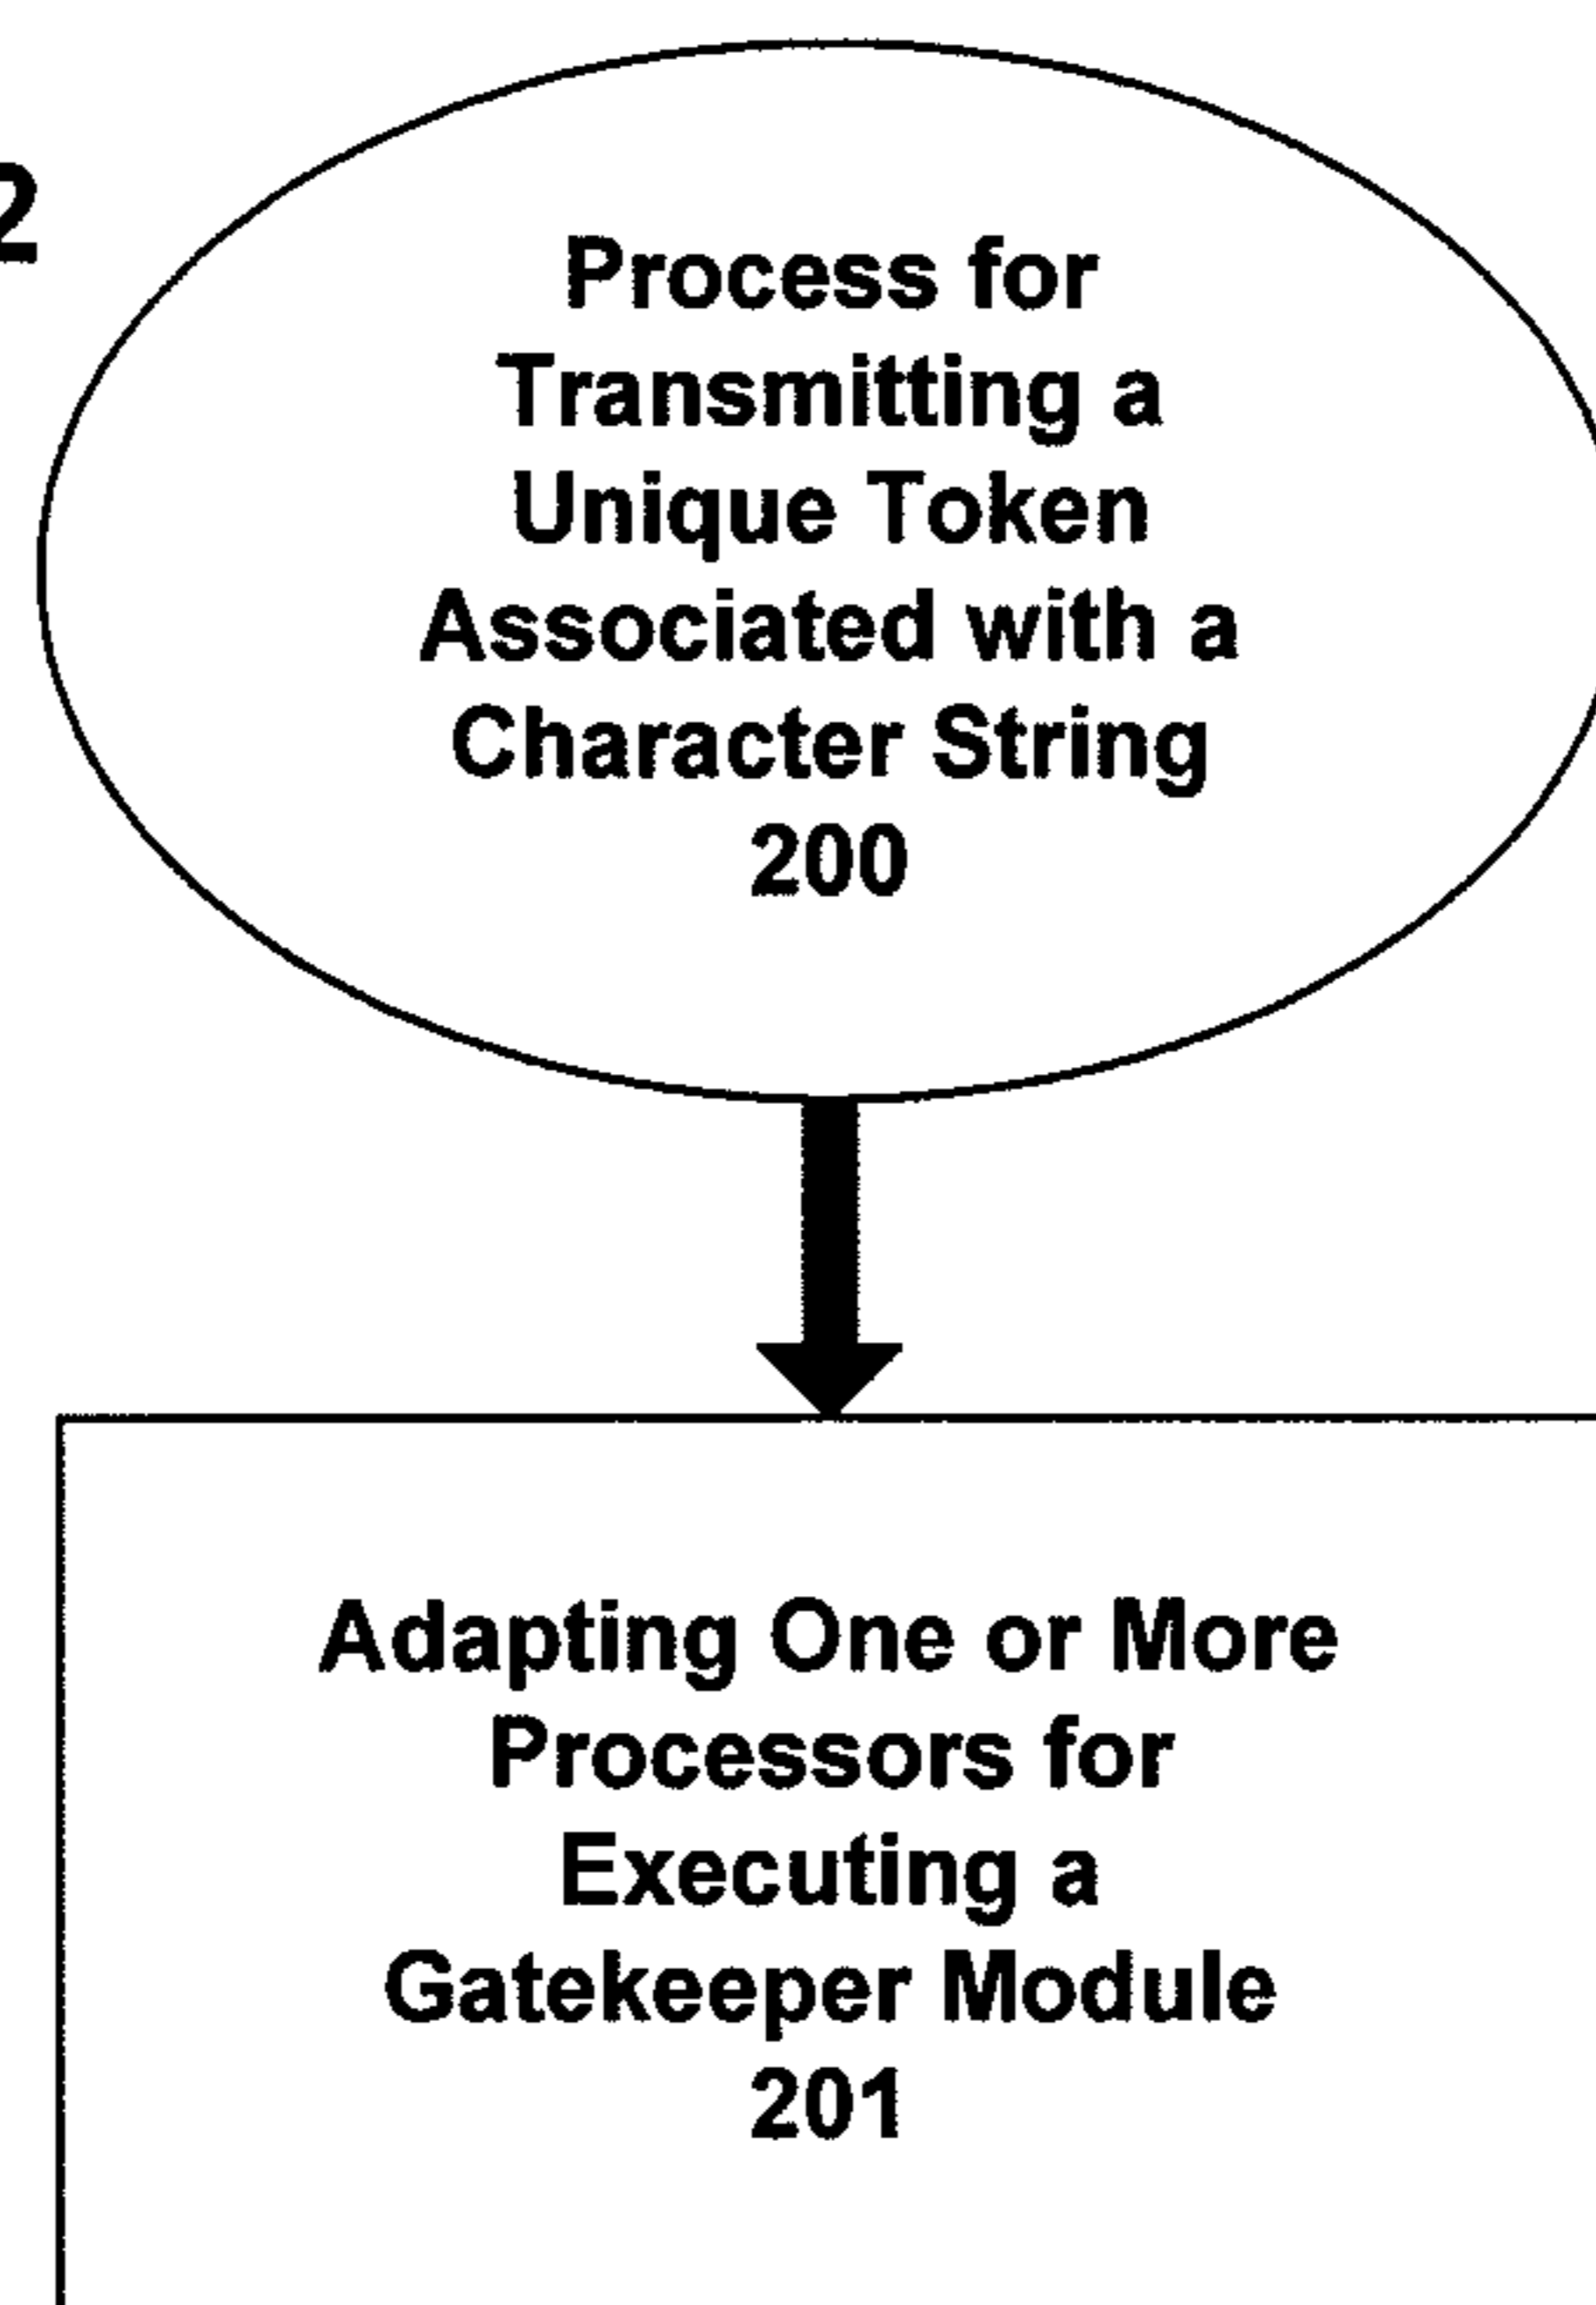 2
Process for
Transmitting a
Unique Token
Associated with a
Character String
200
Adapting One or More
Processors for
Executing a
Gatekeeper Module
201